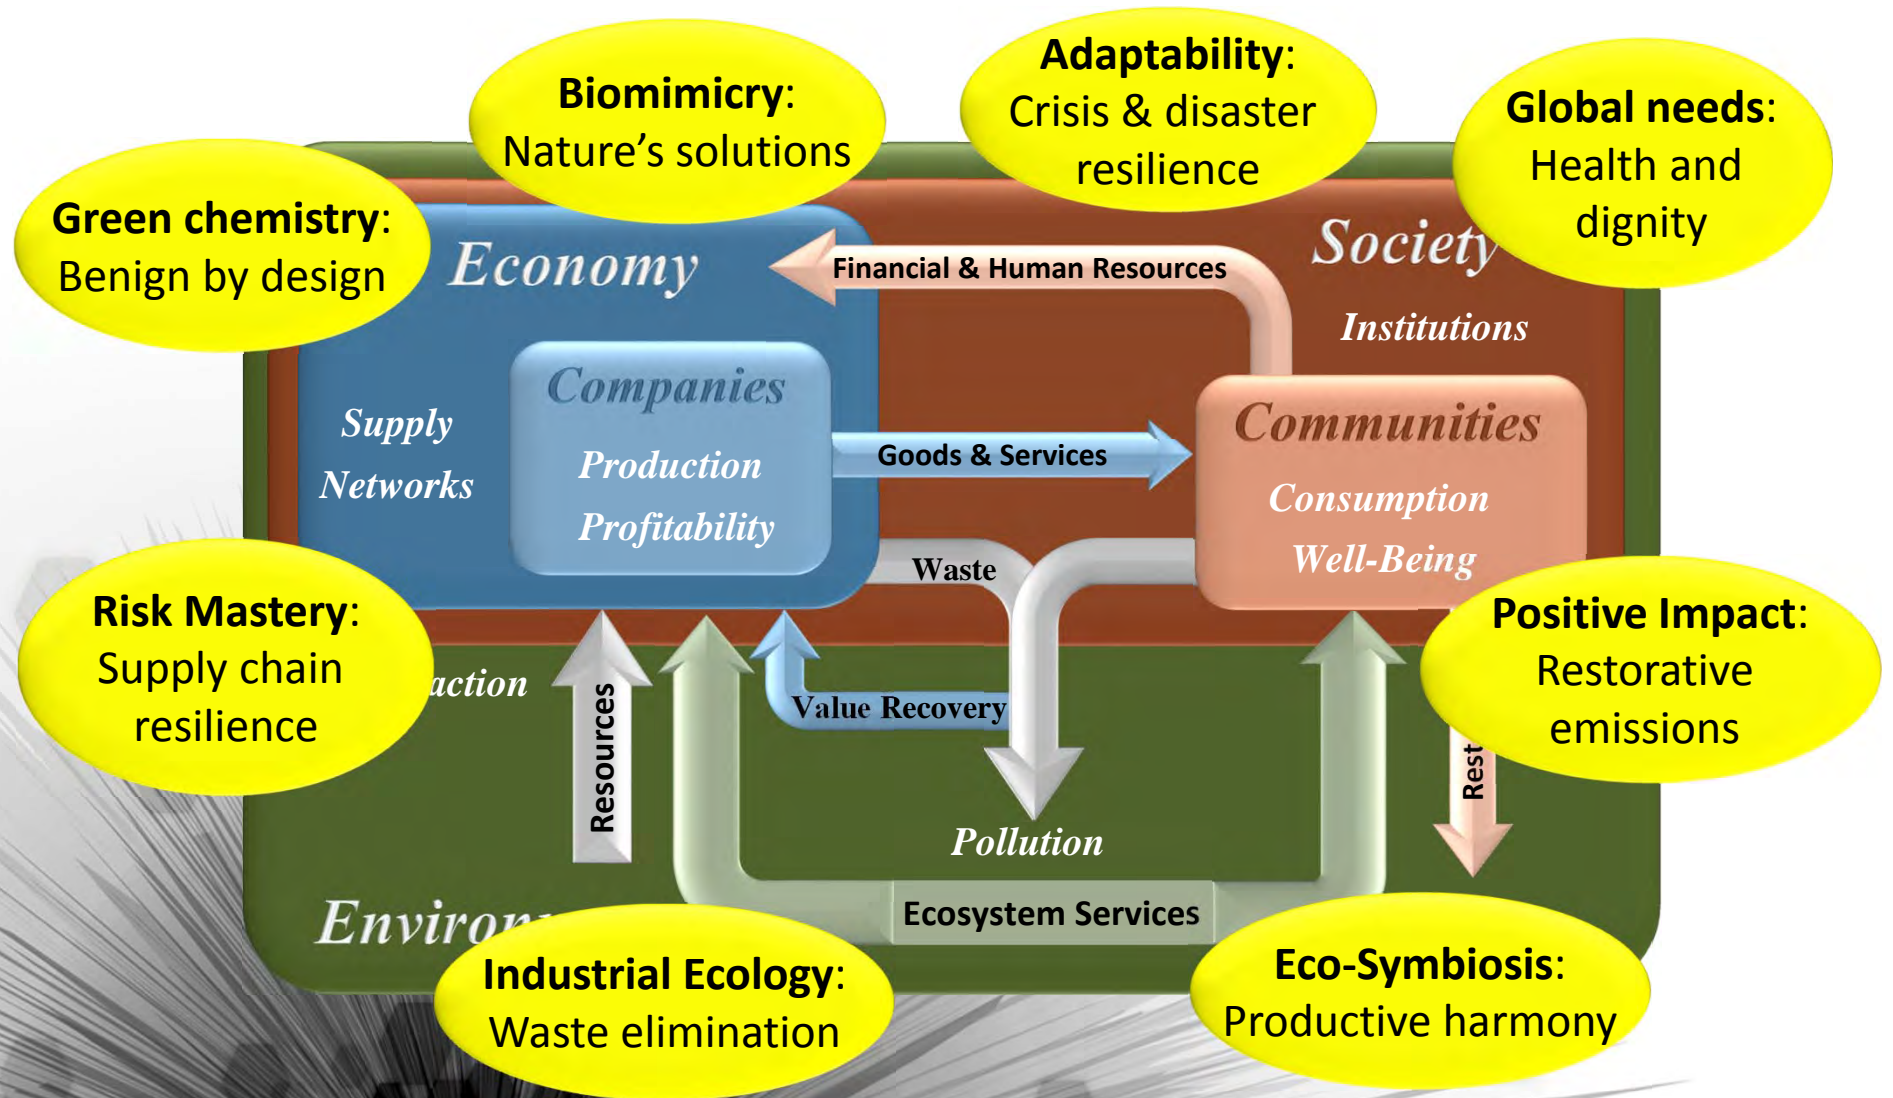 Biomimicry:
Nature’s solutions
Adaptability:
Crisis & disaster
resilience
Global needs:
Health and
dignity
Green chemistry:
Benign by design
Economy
Financial & Human Resources
Society
Institutions
Companies
Production
Profitability
Supply
Networks
Goods & Services
Communities
Consumption
Well-Being
Waste
Risk Mastery:
Supply chain
resilience
action
Resources
Value Recovery
Positive Impact:
Restorative
emissions
Rest
Pollution
Ecosystem Services
Environ
Industrial Ecology:
Waste elimination
Eco-Symbiosis:
Productive harmony